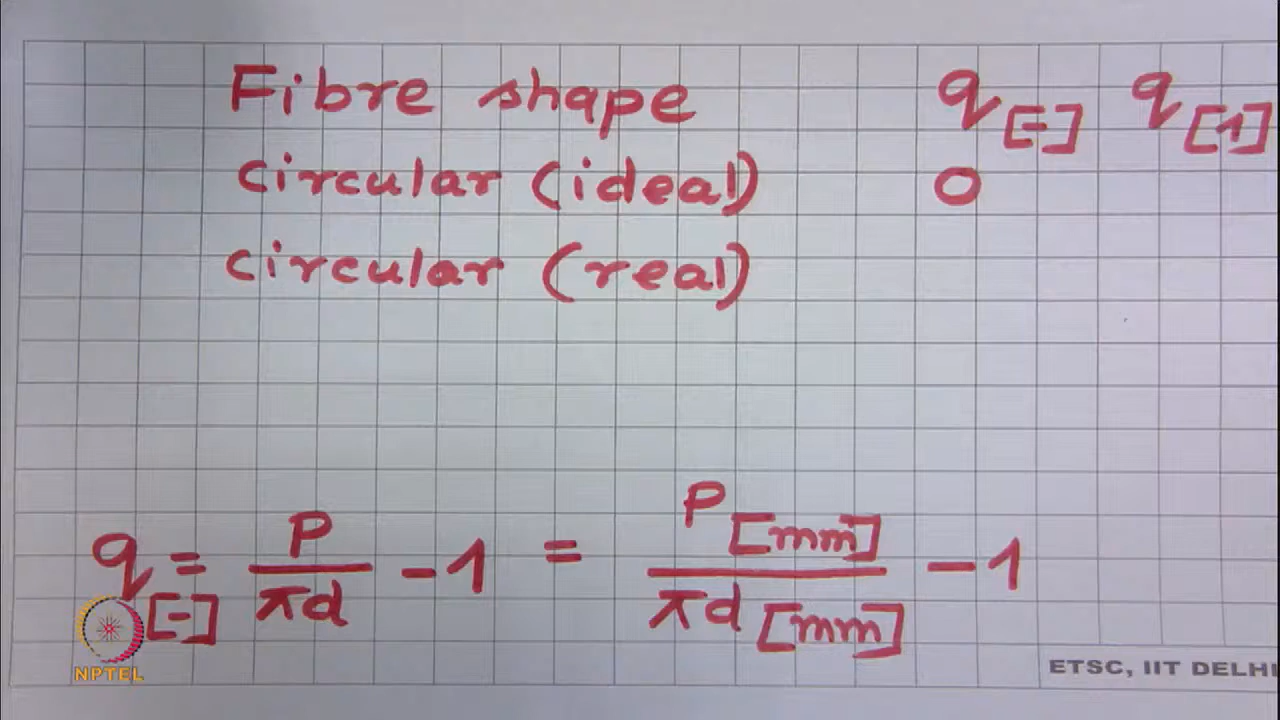 Fibre shape q[-] q[1]
circular (ideal) 0
circular (real)
q[-] = P/πd - 1 = P[mm]/πd[mm] - 1
NPTEL
ETSC, IIT DELHI